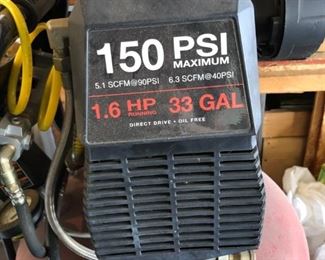 150 PSI
MAXIMUM
5.1 SCFM@90PSI 6.3 SCFM@40PSI
1.6 HP 33 GAL
RUNNING
DIRECT DRIVE • OIL FREE